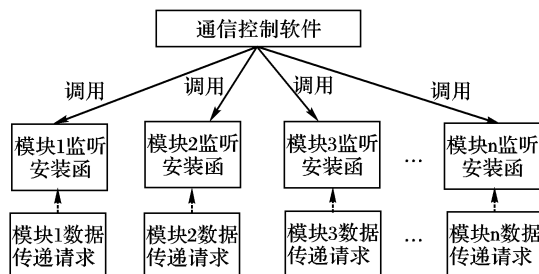 通信控制软件
调用 调用 调用 调用
模块1监听 模块2监听 模块3监听 模块n监听
安装函 安装函 安装函 … 安装函
模块1数据 模块2数据 模块3数据 模块n数据
传递请求 传递请求 传递请求 … 传递请求